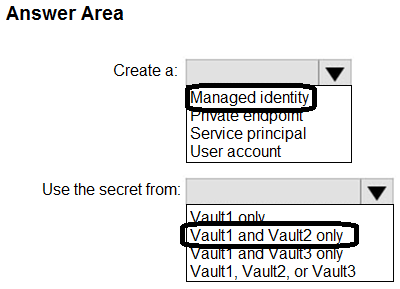 Answer Area
Create a:
Managed identity
Private endpoint
Service principal
User account
Use the secret from:
Vault1 only
Vault1 and Vault2 only
Vault1 and Vault3 only
Vault1, Vault2, or Vault3